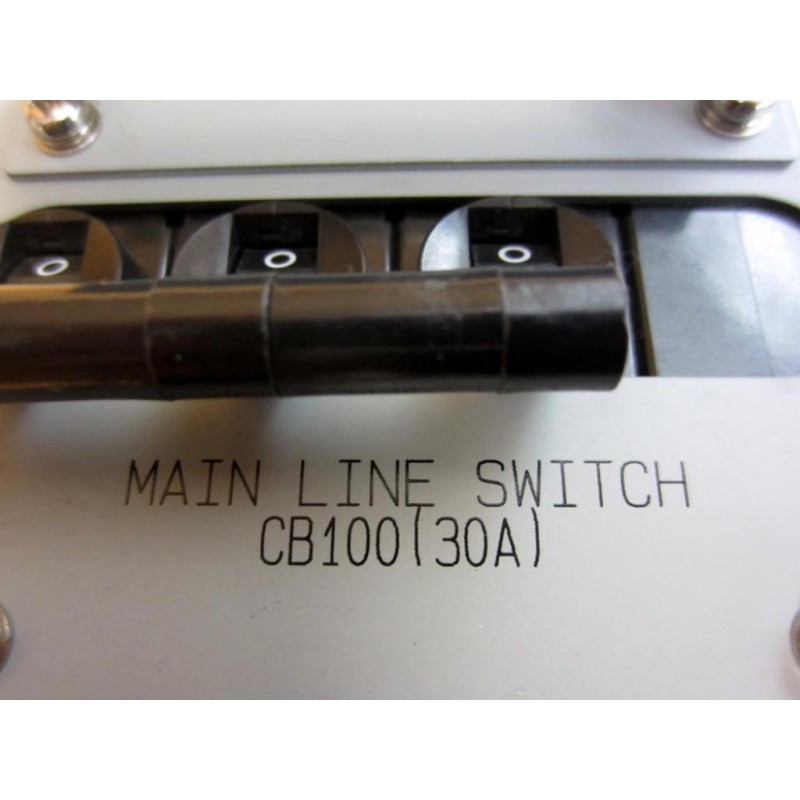 O O O
MAIN LINE SWITCH
CB100(30A)